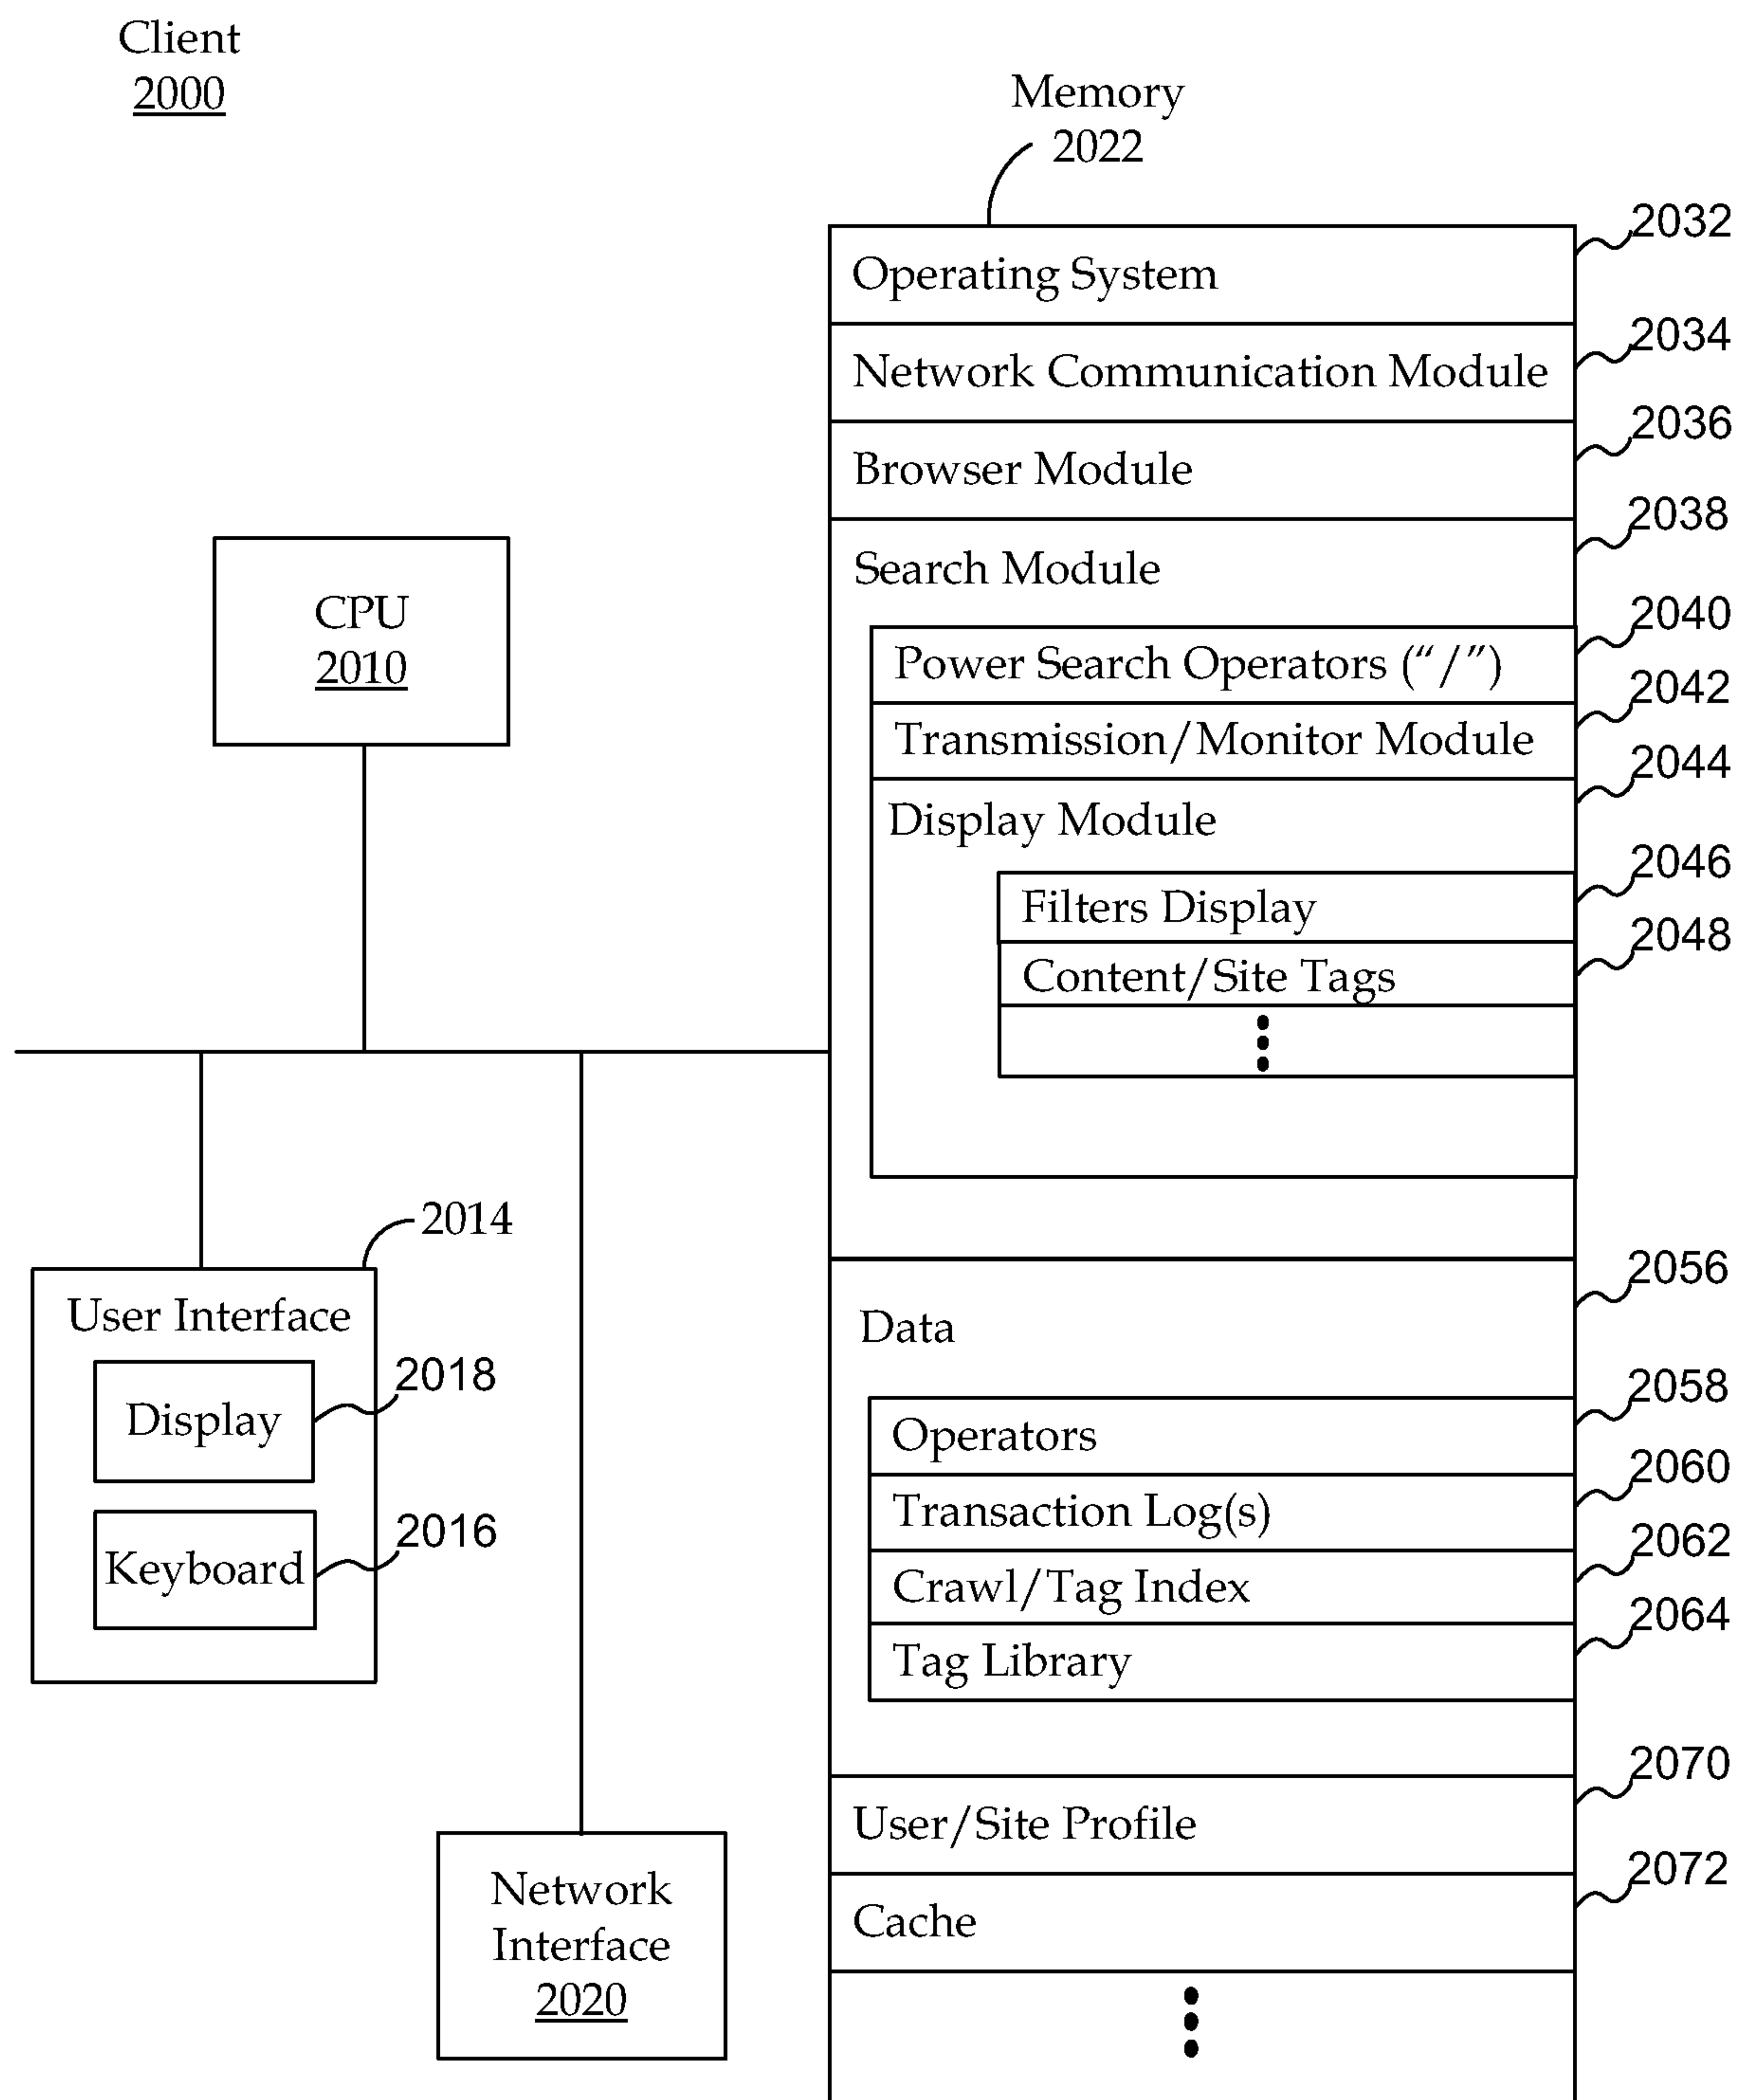 Client
2000
Memory
2022
Operating System
2032
Network Communication Module
2034
Browser Module
2036
Search Module
2038
Power Search Operators (“/”)
2040
Transmission/Monitor Module
2042
Display Module
2044
Filters Display
2046
Content/Site Tags
2048
CPU
2010
2014
User Interface
Display
2018
Keyboard
2016
Network
Interface
2020
Data
2056
Operators
2058
Transaction Log(s)
2060
Crawl/Tag Index
2062
Tag Library
2064
User/Site Profile
2070
Cache
2072